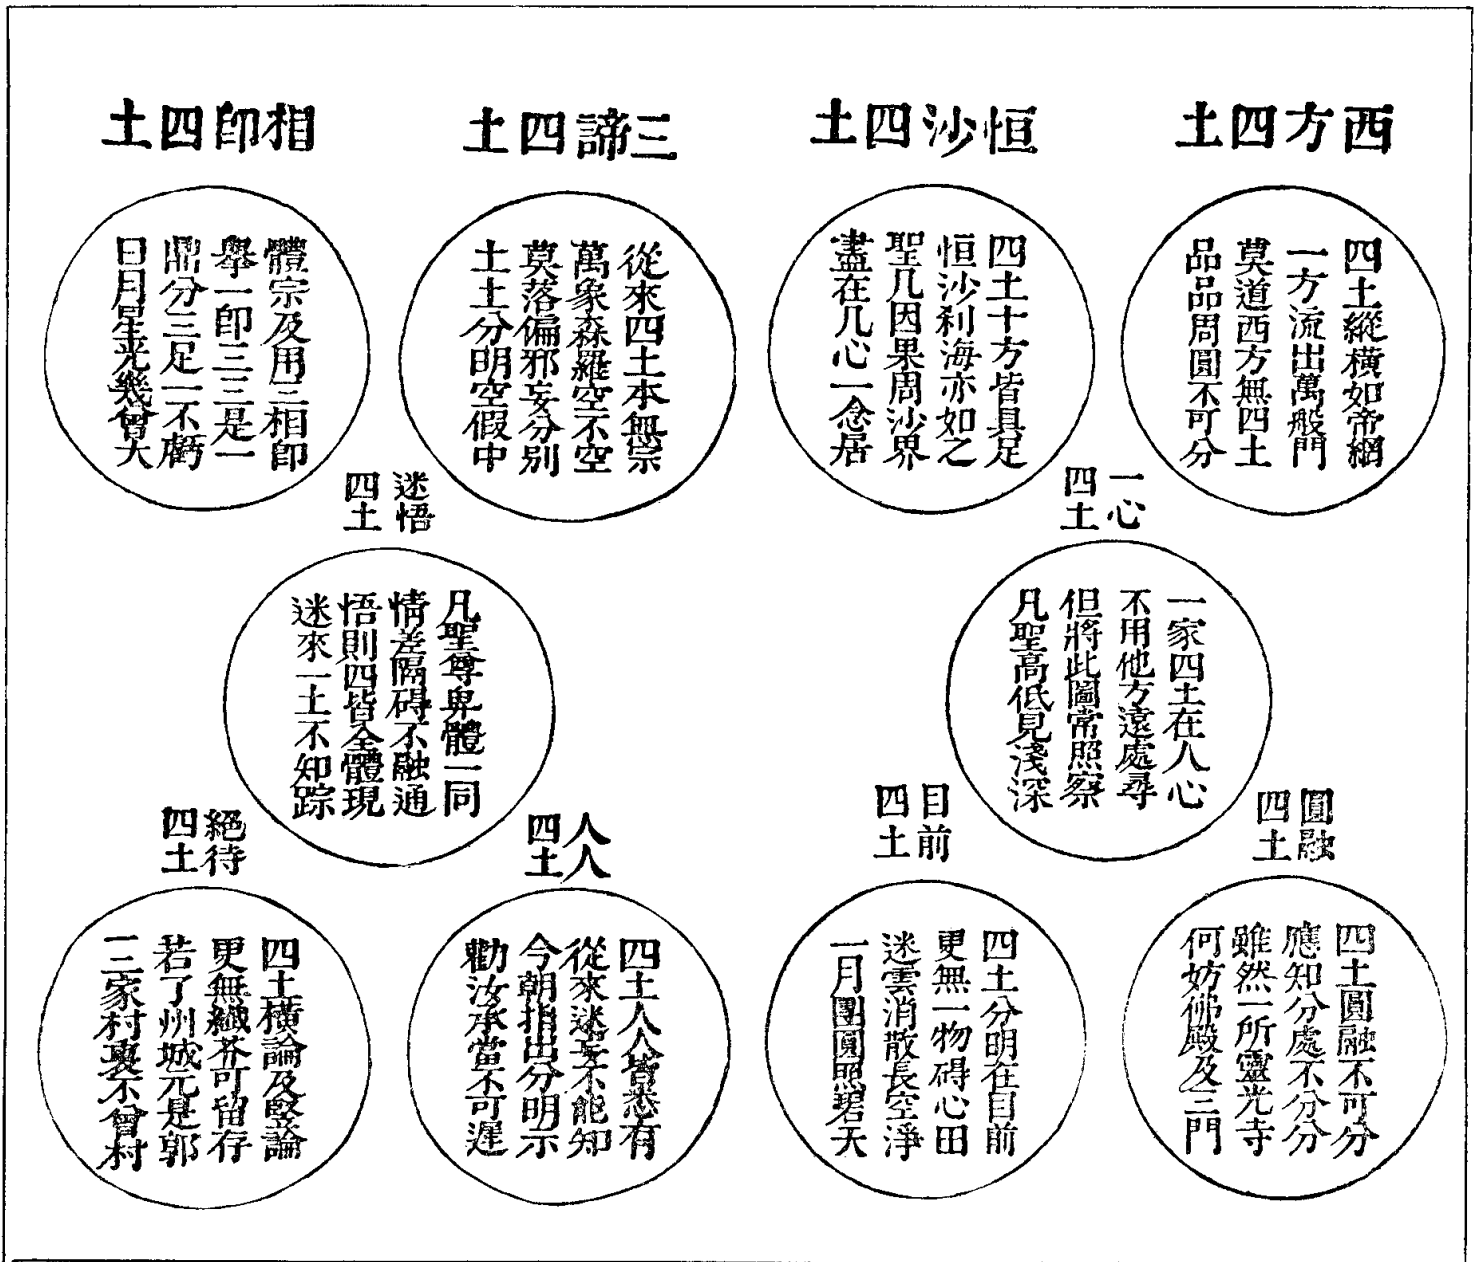 西方四土
四土縱橫如帝網
一方流出萬般門
莫道西方無四土
品品周圓不可分
恒沙四土
四土十方皆具足
恒沙刹海亦如之
聖凡因果周沙界
盡在凡心一念居
三諦四土
從來四土本無宗
萬象森羅空不空
莫落偏邪妄分別
土土分明空假中
相卽四土
體宗及用三相卽
舉一卽三三是一
鼎分三足一不虧
日月星光幾曾大
一心
四土
一家四土在人心
不用他方遠處尋
但將此圖常照察
凡聖高低見淺深
迷悟
四土
凡聖尊卑體一同
情差隔碍不融通
悟則四皆全體現
迷來一土不知踪
圓融
四土
四土圓融不可分
應知分處不分分
雖然一所靈光寺
何妨佛殿及三門
目前
四土
四土分明在目前
更無一物碍心田
迷雲消散長空淨
一月團圓照碧天
人人
四土
四土人人皆悉有
從來迷妄不能知
今朝指出分明示
勸汝承當不可遲
絕待
四土
四土橫論及竪論
更無纖芥可留存
若了州城元是郭
三家村裏不曾村